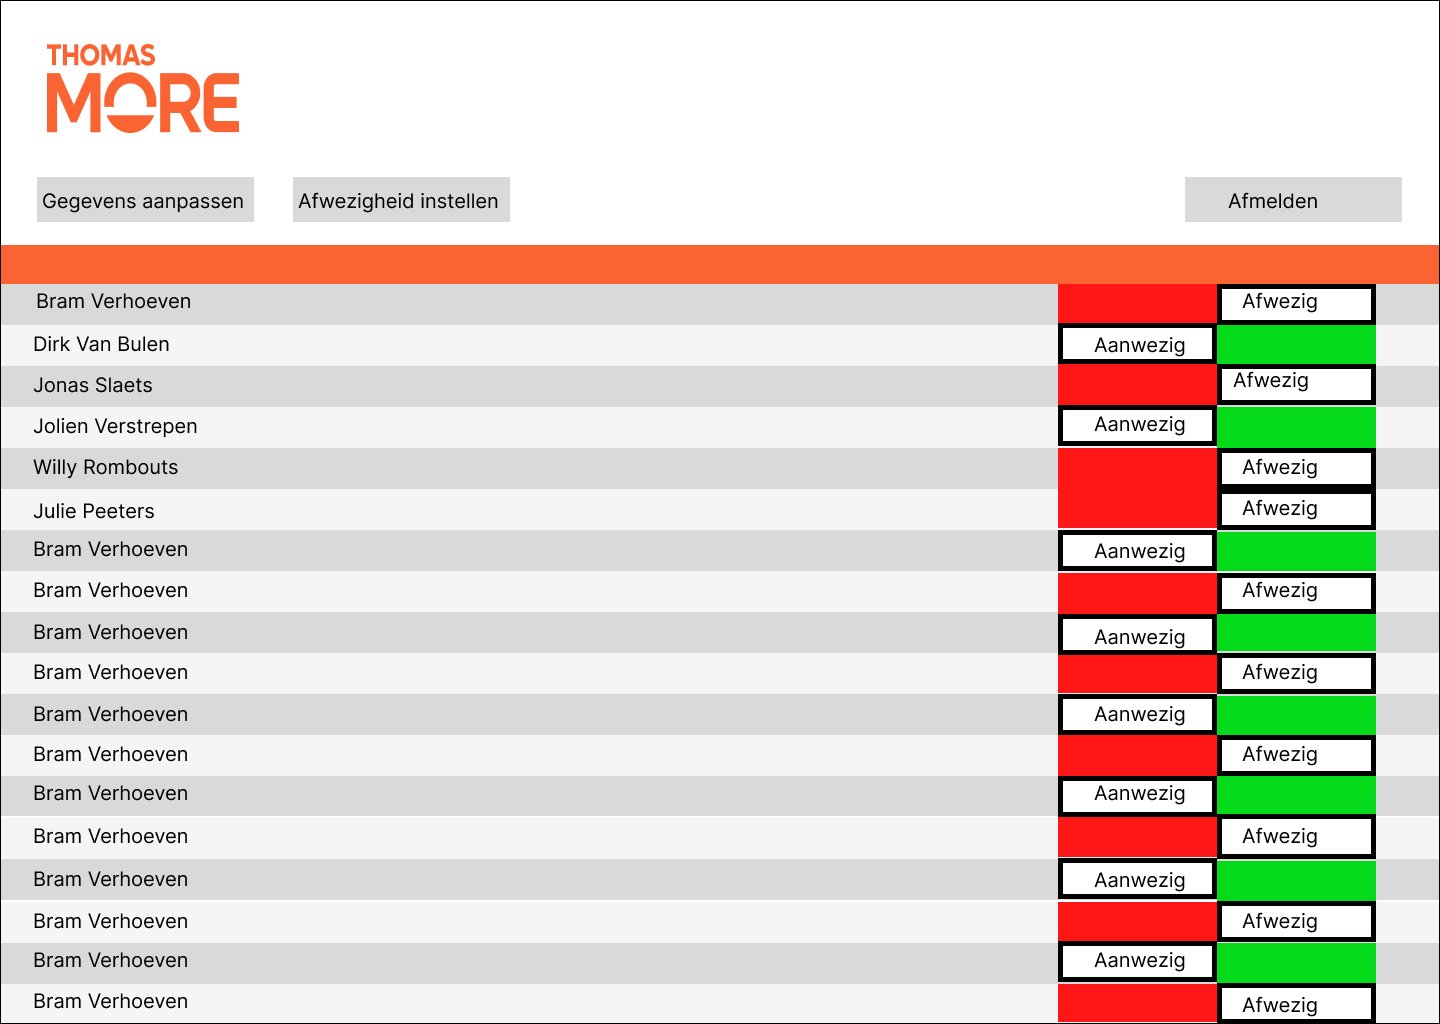 THOMAS
MORE
Gegevens aanpassen Afwezigheid instellen Afmelden
Bram Verhoeven Afwezig
Dirk Van Bulen Aanwezig
Jonas Slaets Afwezig
Jolien Verstrepen Aanwezig
Willy Rombouts Afwezig
Julie Peeters Afwezig
Bram Verhoeven Aanwezig
Bram Verhoeven Afwezig
Bram Verhoeven Aanwezig
Bram Verhoeven Afwezig
Bram Verhoeven Aanwezig
Bram Verhoeven Afwezig
Bram Verhoeven Aanwezig
Bram Verhoeven Afwezig
Bram Verhoeven Aanwezig
Bram Verhoeven Afwezig
Bram Verhoeven Aanwezig
Bram Verhoeven Afwezig